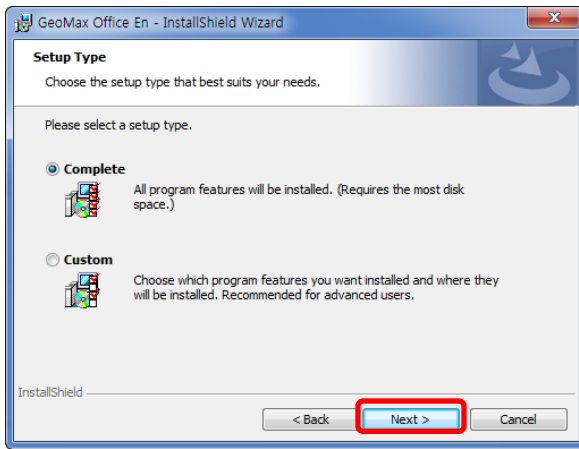 GeoMax Office En - InstallShield Wizard
Setup Type
Choose the setup type that best suits your needs.
Please select a setup type.
Complete
All program features will be installed. (Requires the most disk
space.)
Custom
Choose which program features you want installed and where they
will be installed. Recommended for advanced users.
InstallShield
< Back Next > Cancel